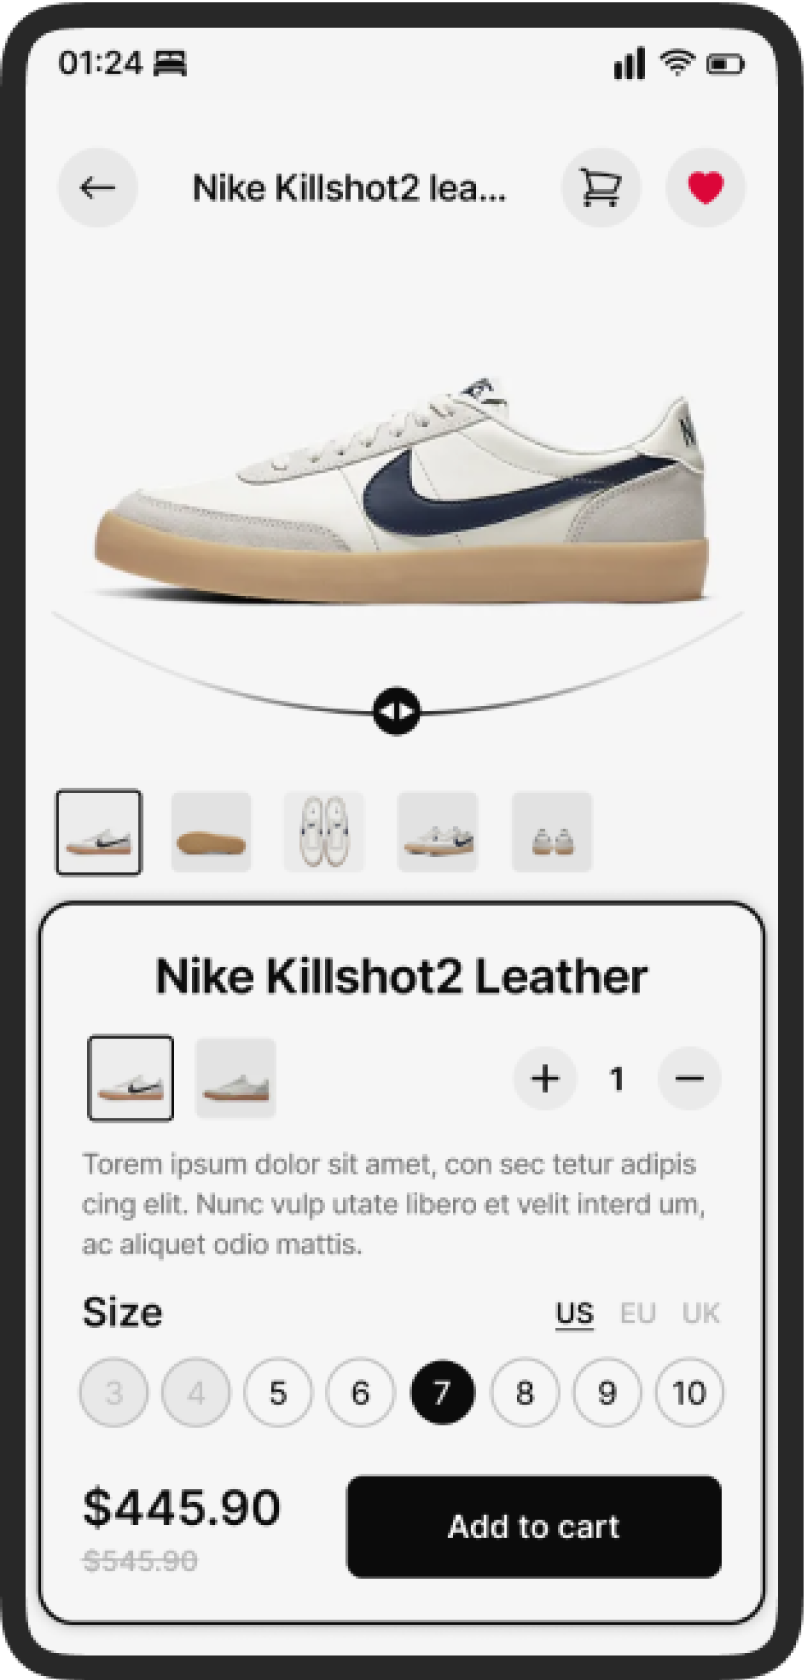 01:24
Nike Killshot2 lea...
Nike Killshot2 Leather
1
Torem ipsum dolor sit amet, con sec tetur adipis
cing elit. Nunc vulp utate libero et velit interd um,
ac aliquet odio mattis.
Size
US EU UK
3 4 5 6 7 8 9 10
$445.90
Add to cart
$545.90